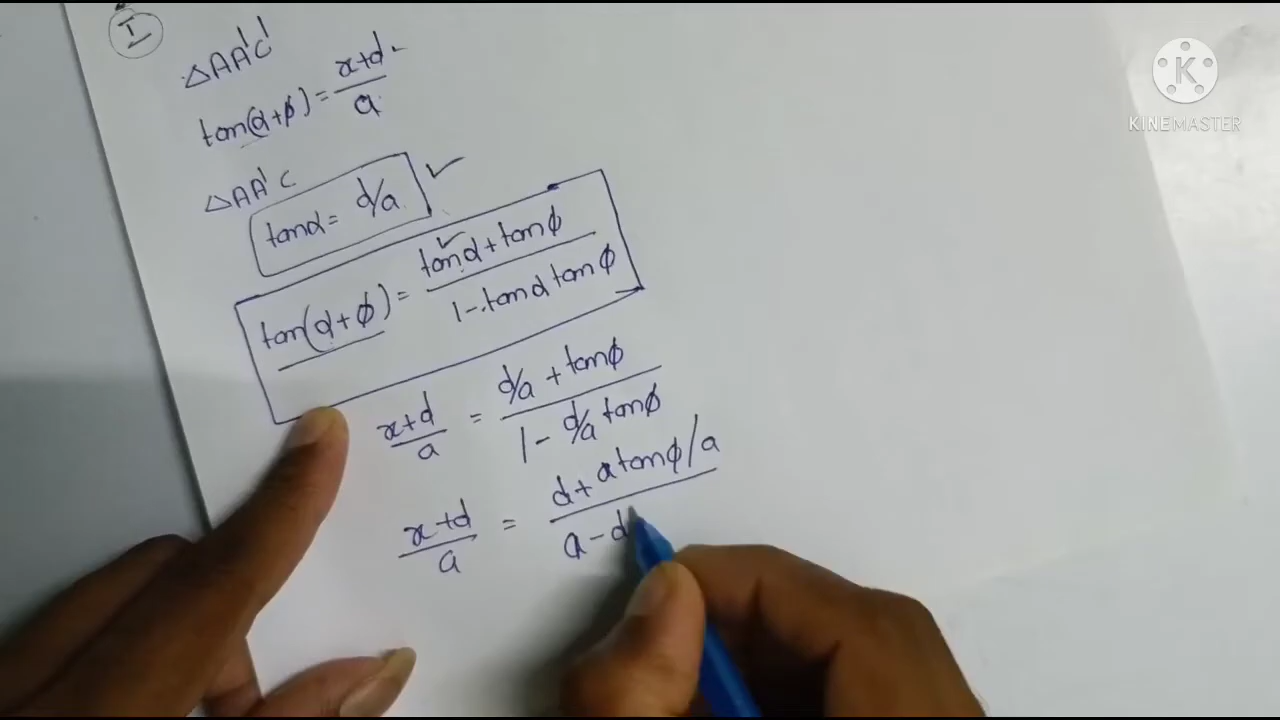 I
△AA'C'
tan(α+ϕ) = x+d/a
△AA'C
tanα = d/a ✓
tan(α+ϕ) = tanα + tanϕ / 1 - tanα tanϕ
x+d/a = d/a + tanϕ / 1 - d/a tanϕ
x+d/a = d + a tanϕ/a / a - d
K
KINEMASTER